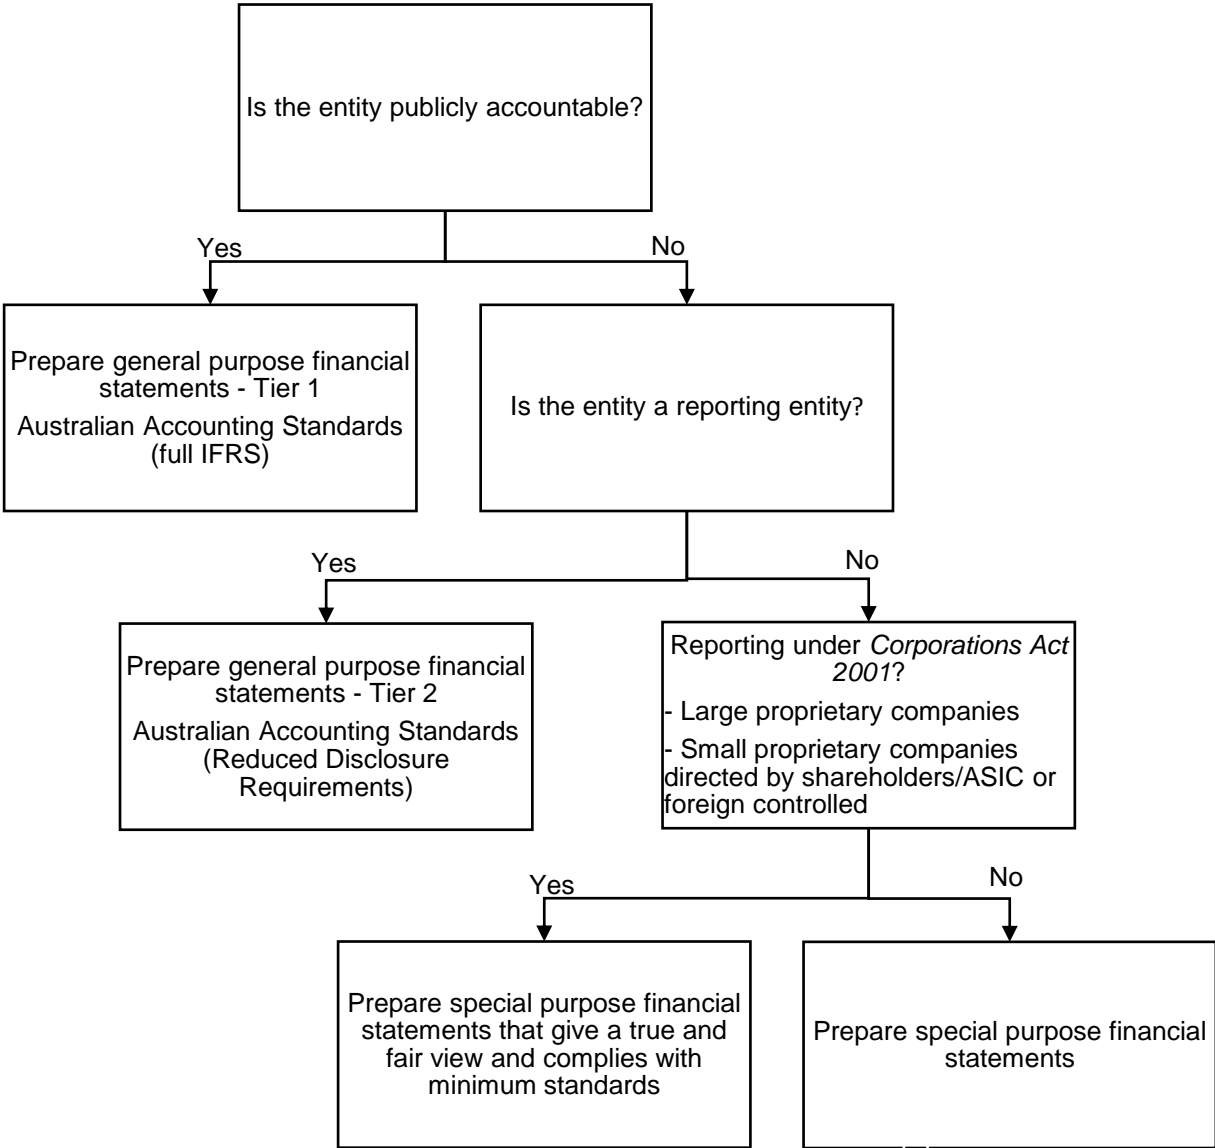 Is the entity publicly accountable?
Yes
No
Prepare general purpose financial
statements - Tier 1
Australian Accounting Standards
(full IFRS)
Is the entity a reporting entity?
Yes
No
Prepare general purpose financial
statements - Tier 2
Australian Accounting Standards
(Reduced Disclosure
Requirements)
Reporting under Corporations Act
2001?
- Large proprietary companies
- Small proprietary companies
directed by shareholders/ASIC or
foreign controlled
Yes
No
Prepare special purpose financial
statements that give a true and
fair view and complies with
minimum standards
Prepare special purpose financial
statements